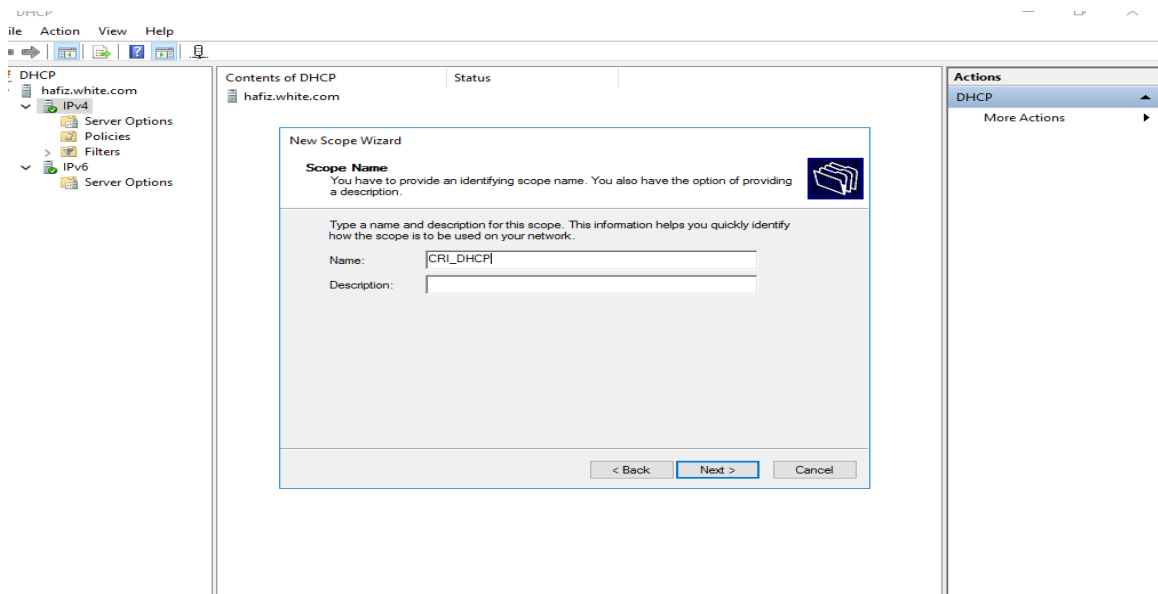 DHCP
ile Action View Help
DHCP
hafiz.white.com
IPv4
Server Options
Policies
Filters
IPv6
Server Options
Contents of DHCP Status
hafiz.white.com
New Scope Wizard
Scope Name
You have to provide an identifying scope name. You also have the option of providing
a description.
Type a name and description for this scope. This information helps you quickly identify
how the scope is to be used on your network.
Name: CRI_DHCP
Description:
< Back Next > Cancel
Actions
DHCP
More Actions